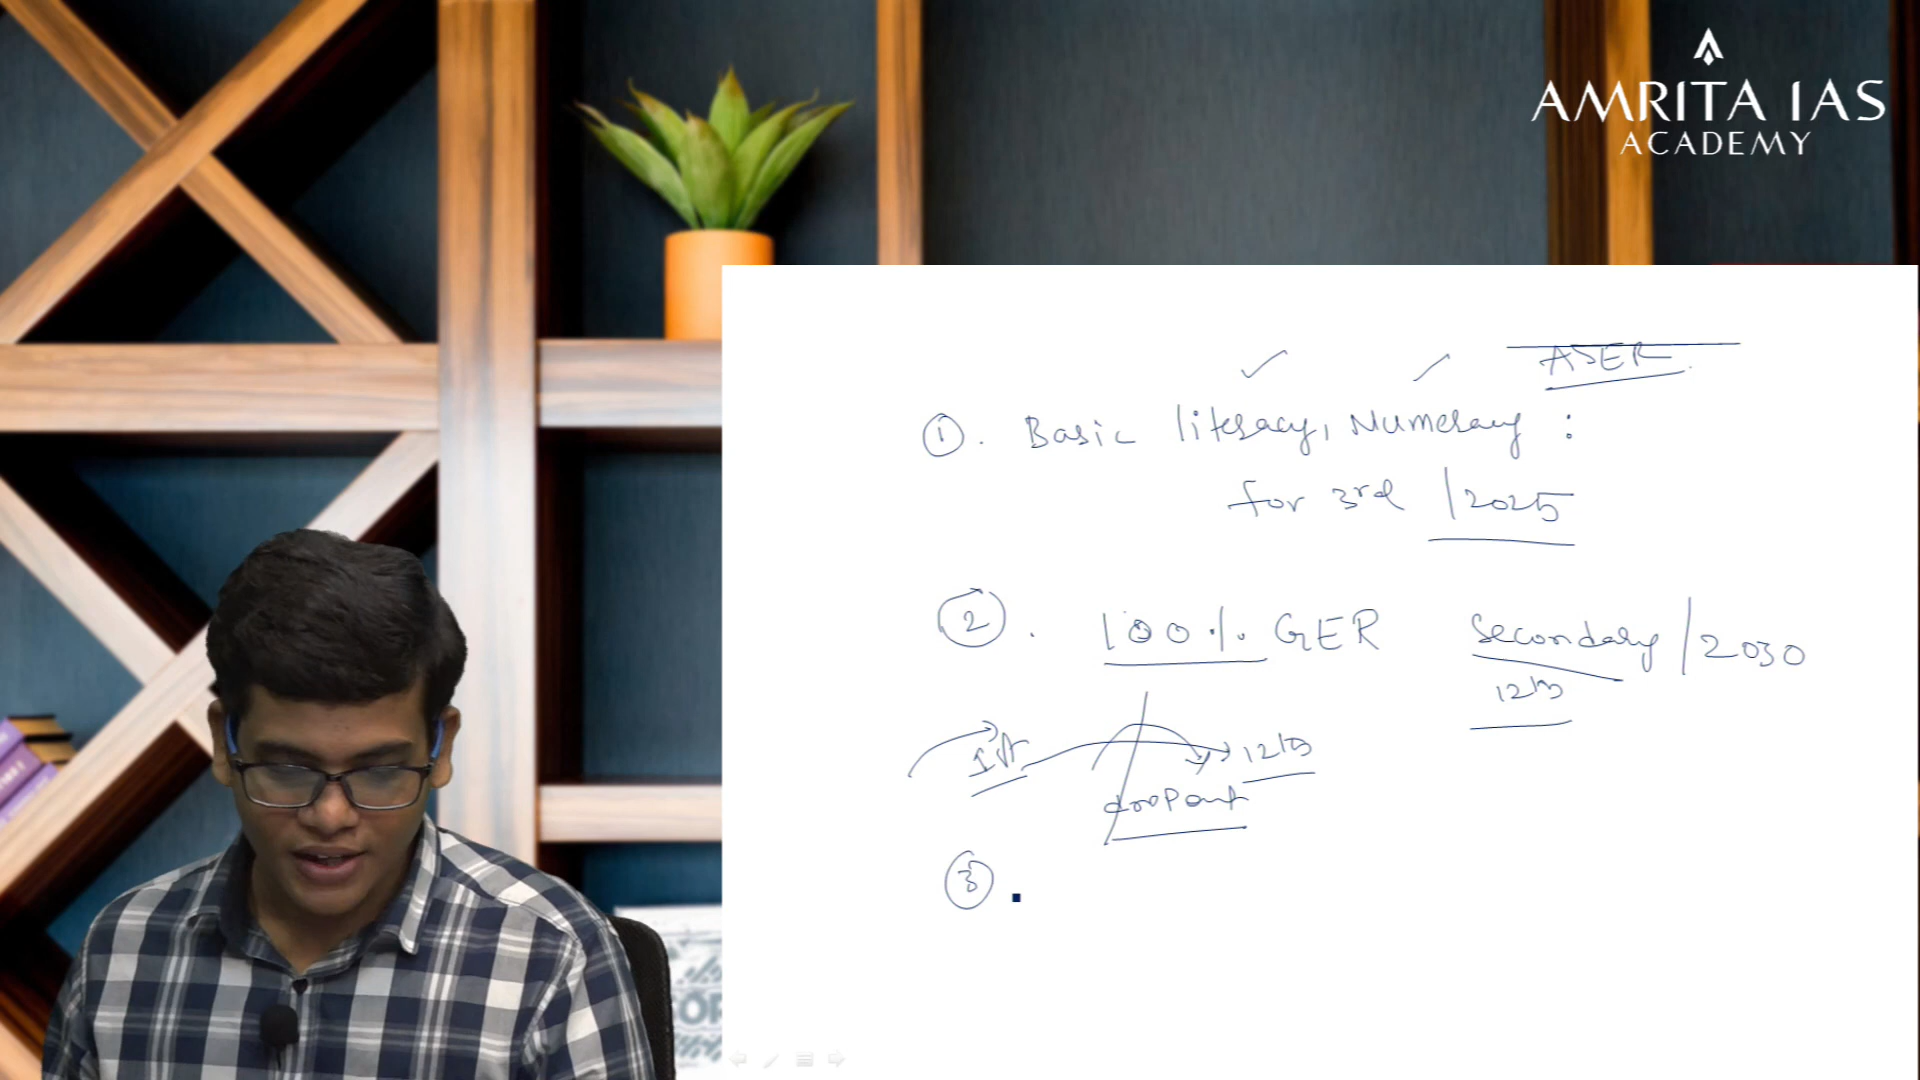 AMRITA IAS
ACADEMY
ASER
① . Basic literacy, Numeracy :
for 3rd / 2025
② . 100% GER secondary / 2030
12th
1st 12th
dropout
③ .